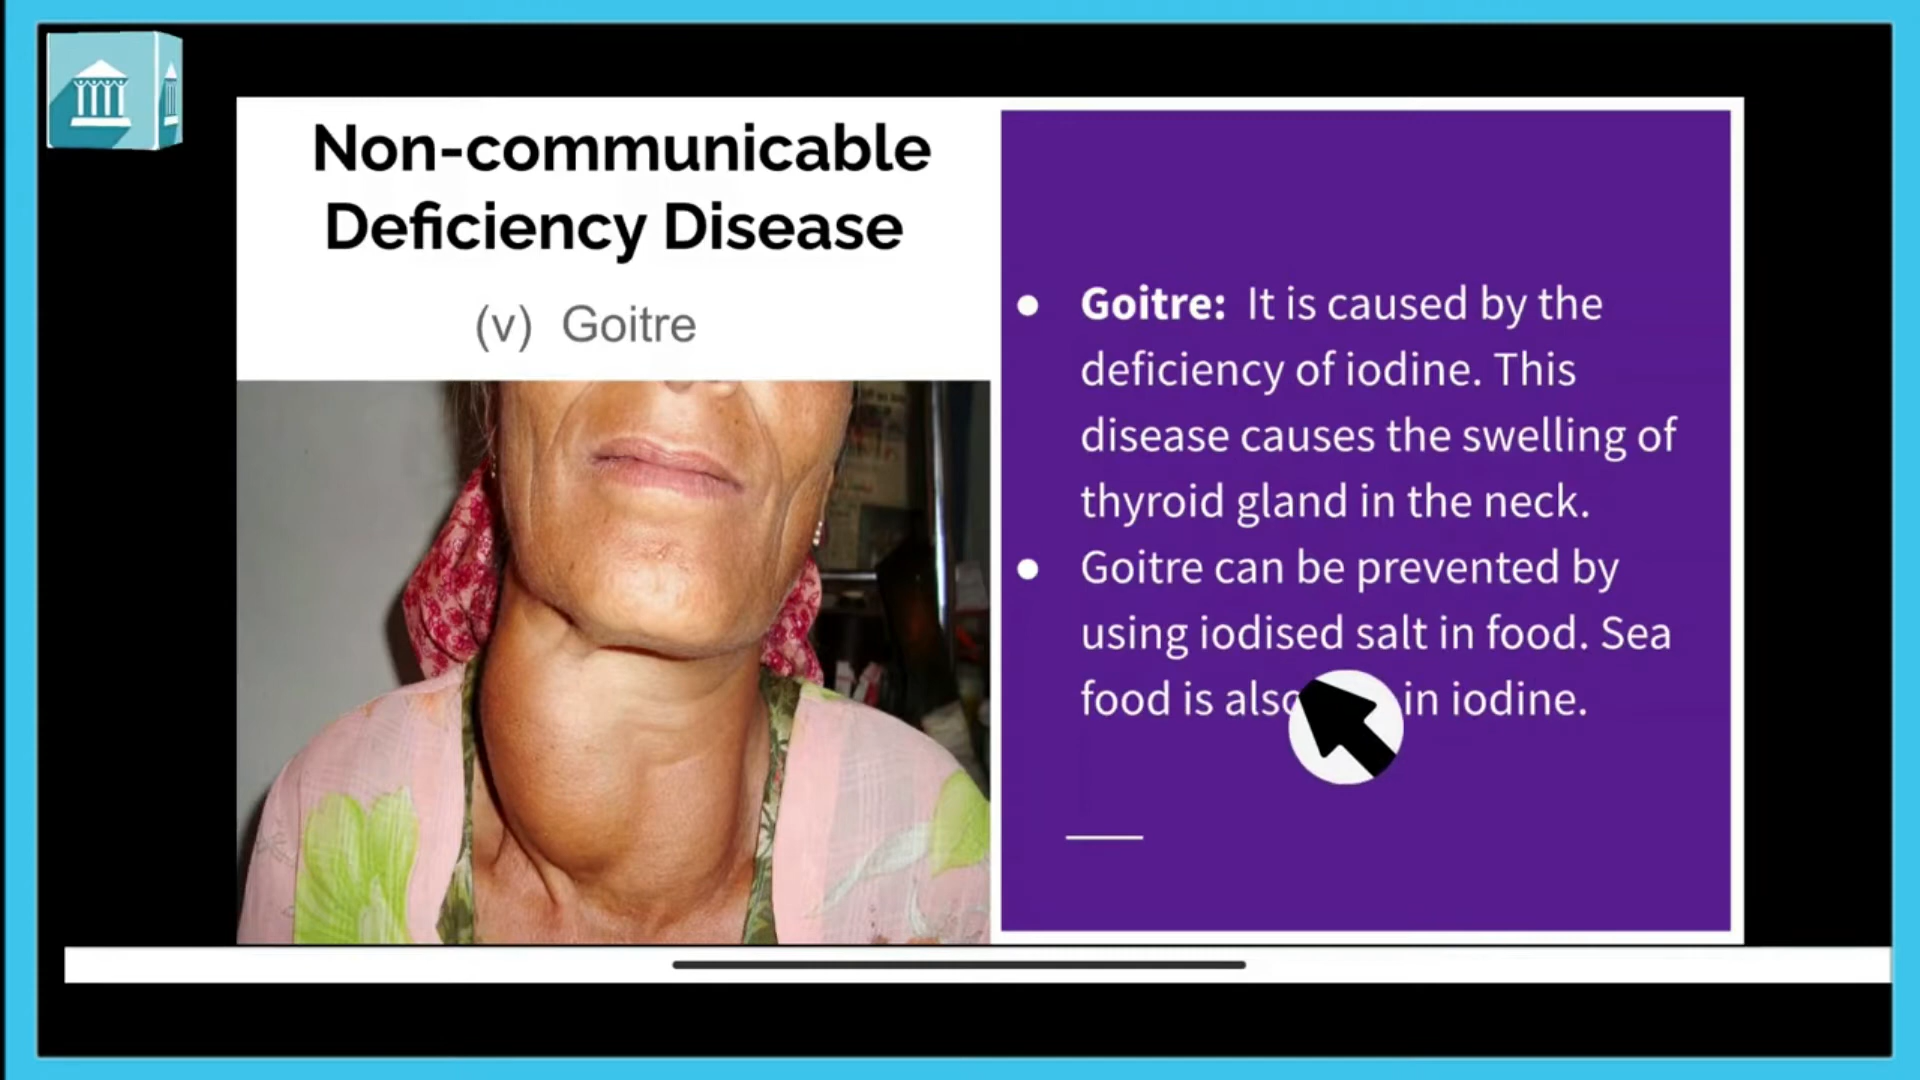 Non-communicable
Deficiency Disease
(v) Goitre
● Goitre: It is caused by the
deficiency of iodine. This
disease causes the swelling of
thyroid gland in the neck.
● Goitre can be prevented by
using iodised salt in food. Sea
food is also in iodine.